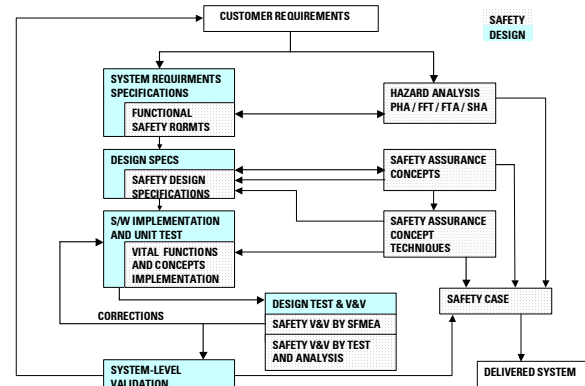 CUSTOMER REQUIREMENTS
SAFETY
DESIGN
SYSTEM REQUIRMENTS
SPECIFICATIONS
FUNCTIONAL
SAFETY RQRMTS
HAZARD ANALYSIS
PHA / FFT / FTA / SHA
DESIGN SPECS
SAFETY DESIGN
SPECIFICATIONS
SAFETY ASSURANCE
CONCEPTS
S/W IMPLEMENTATION
AND UNIT TEST
VITAL FUNCTIONS
AND CONCEPTS
IMPLEMENTATION
SAFETY ASSURANCE
CONCEPT
TECHNIQUES
DESIGN TEST & V&V
SAFETY V&V BY SFMEA
SAFETY V&V BY TEST
AND ANALYSIS
SAFETY CASE
CORRECTIONS
SYSTEM-LEVEL
VALIDATION
DELIVERED SYSTEM